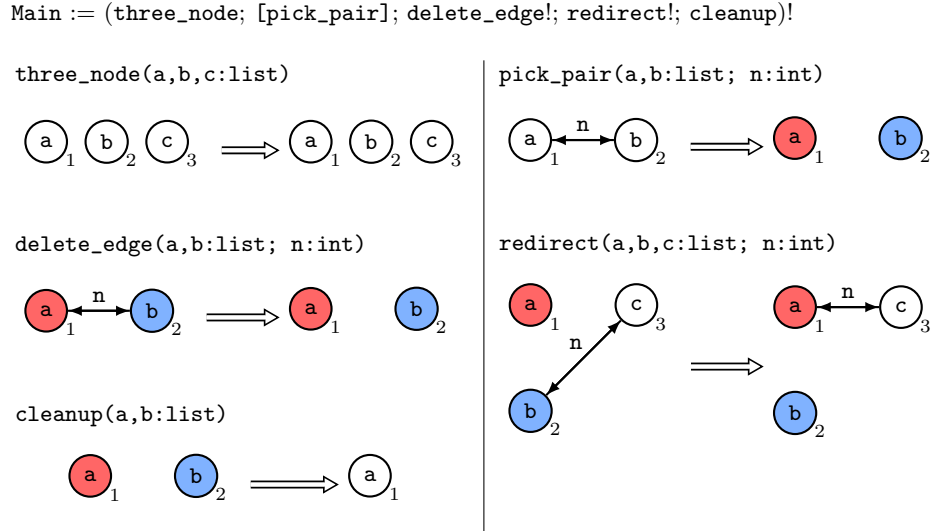 Main := (three_node; [pick_pair]; delete_edge!; redirect!; cleanup)!
three_node(a,b,c:list)
a 1 b 2 c 3 a 1 b 2 c 3
delete_edge(a,b:list; n:int)
a 1 n b 2 a 1 b 2
cleanup(a,b:list)
a 1 b 2 a 1
pick_pair(a,b:list; n:int)
a 1 n b 2 a 1 b 2
redirect(a,b,c:list; n:int)
a 1 c 3 a 1 n c 3
n
b 2 b 2